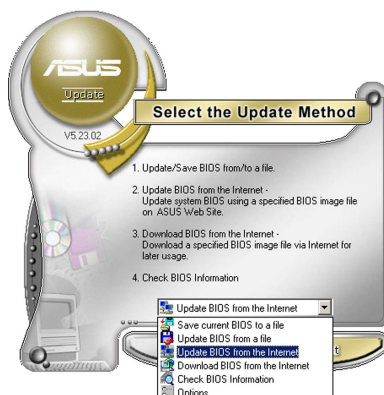 ASUS
Update
V5.23.02
Select the Update Method
1. Update/Save BIOS from/to a file.
2. Update BIOS from the Internet -
Update system BIOS using a specified BIOS image file
on ASUS Web Site.
3. Download BIOS from the Internet -
Download a specified BIOS image file via Internet for
later usage.
4. Check BIOS Information
Update BIOS from the Internet
Save current BIOS to a file
Update BIOS from a file
Update BIOS from the Internet
Download BIOS from the Internet
Check BIOS Information
Options